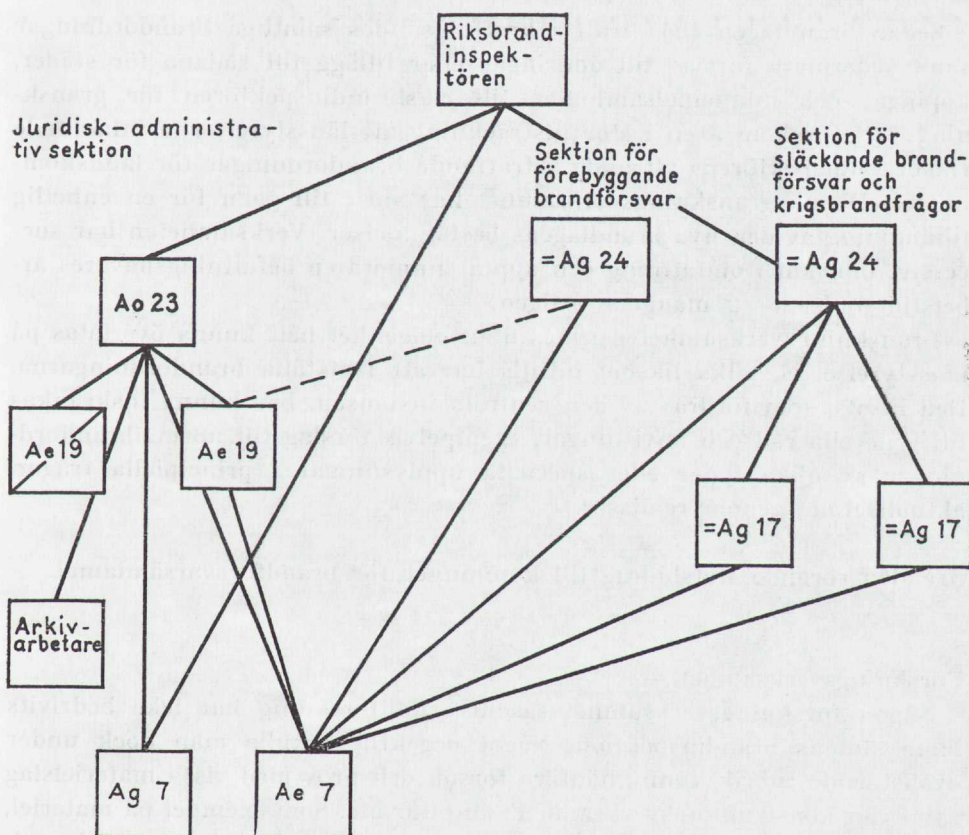 Riksbrand-
inspek-
tören
Juridisk administra-
tiv sektion
Sektion för
förebyggande
brandförsvar
Sektion för
släckande brand-
försvar och
krigsbrandfrågor
Ao 23
=Ag 24
=Ag 24
Ae 19
Ae 19
=Ag 17
=Ag 17
Arkiv-
arbetare
Ag 7
Ae 7